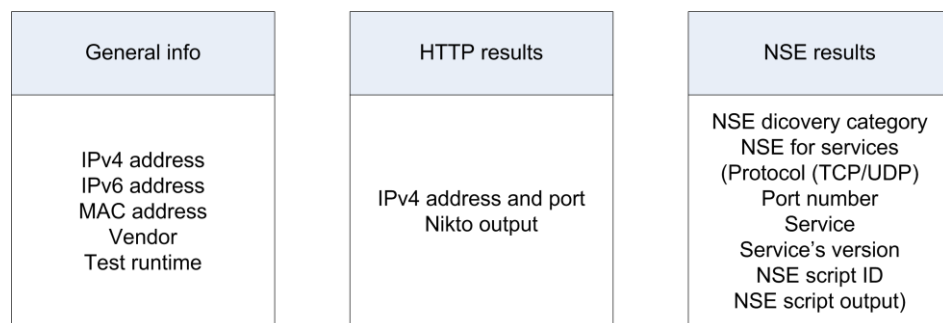 General info
IPv4 address
IPv6 address
MAC address
Vendor
Test runtime
HTTP results
IPv4 address and port
Nikto output
NSE results
NSE dicovery category
NSE for services
(Protocol (TCP/UDP)
Port number
Service
Service's version
NSE script ID
NSE script output)